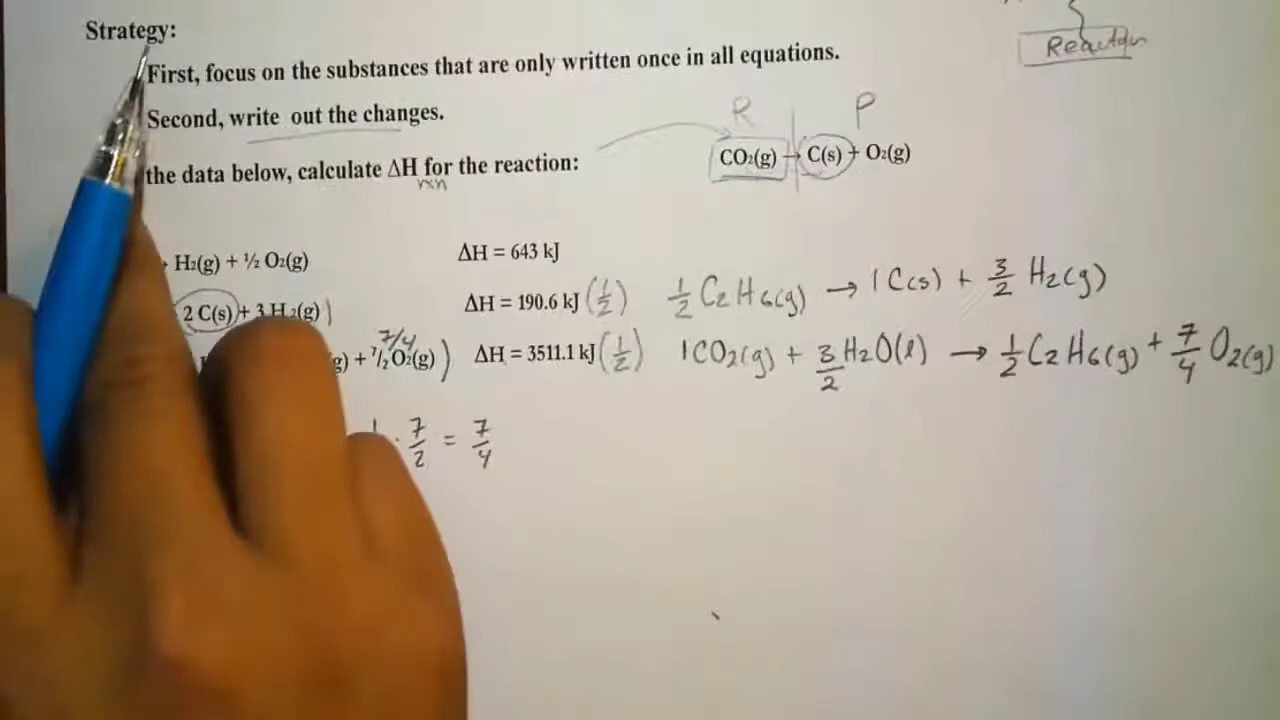 Strategy:
Reactan
First, focus on the substances that are only written once in all equations.
Second, write out the changes.
R P
the data below, calculate ΔH for the reaction: CO₂(g) → C(s) + O₂(g)
rxn
H₂(g) + ½ O₂(g) ΔH = 643 kJ
2 C(s) + 3 H₂(g) ) ΔH = 190.6 kJ (1/2) 1/2 C₂H₆(g) → 1 C(s) + 3/2 H₂(g)
7/4
g) + 7/2 O₂(g) ) ΔH = 3511.1 kJ (1/2) 1CO₂(g) + 3/2 H₂O(l) → 1/2 C₂H₆(g) + 7/4 O₂(g)
· 7/2 = 7/4